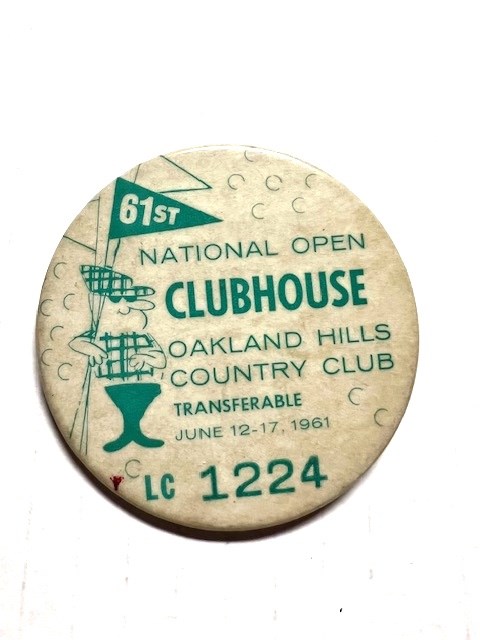 61ST
NATIONAL OPEN
CLUBHOUSE
OAKLAND HILLS
COUNTRY CLUB
TRANSFERABLE
JUNE 12-17, 1961
LC 1224